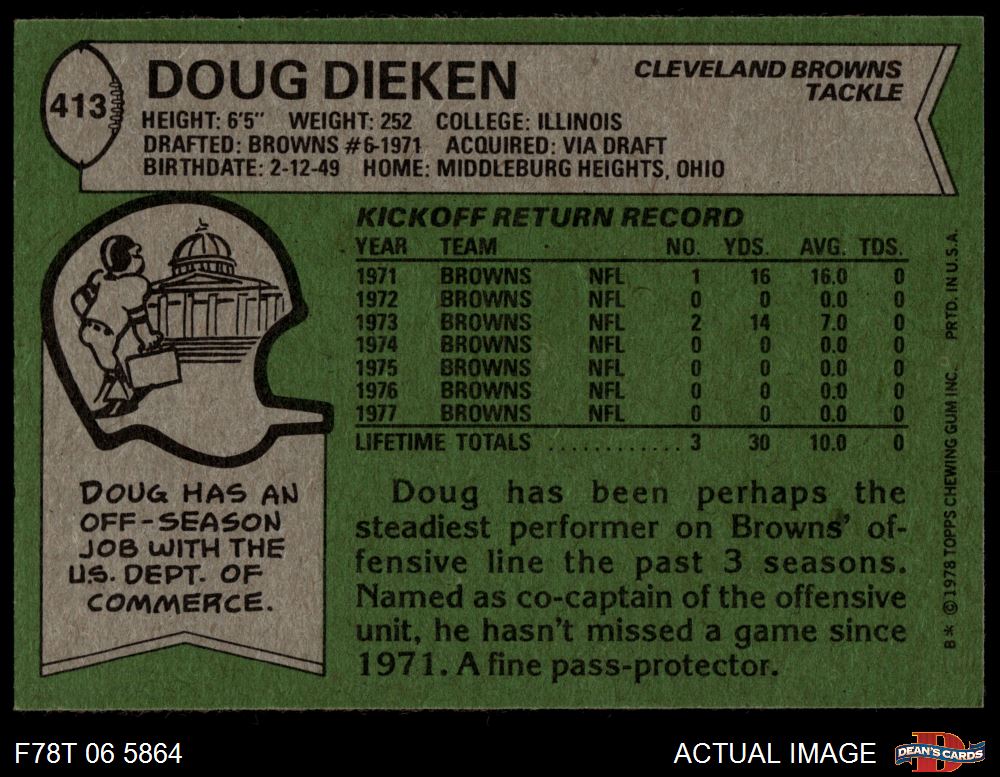 413
DOUG DIEKEN
CLEVELAND BROWNS
TACKLE
HEIGHT: 6'5" WEIGHT: 252 COLLEGE: ILLINOIS
DRAFTED: BROWNS #6-1971 ACQUIRED: VIA DRAFT
BIRTHDATE: 2-12-49 HOME: MIDDLEBURG HEIGHTS, OHIO
KICKOFF RETURN RECORD
YEAR TEAM NO. YDS. AVG. TDS.
1971 BROWNS NFL 1 16 16.0 0
1972 BROWNS NFL 0 0 0.0 0
1973 BROWNS NFL 2 14 7.0 0
1974 BROWNS NFL 0 0 0.0 0
1975 BROWNS NFL 0 0 0.0 0
1976 BROWNS NFL 0 0 0.0 0
1977 BROWNS NFL 0 0 0.0 0
LIFETIME TOTALS ............ 3 30 10.0 0
DOUG HAS AN
OFF-SEASON
JOB WITH THE
U.S. DEPT. OF
COMMERCE.
Doug has been perhaps the
steadiest performer on Browns' of-
fensive line the past 3 seasons.
Named as co-captain of the offensive
unit, he hasn't missed a game since
1971. A fine pass-protector.
B * © 1978 TOPPS CHEWING GUM INC. PRTD. IN U.S.A.
F78T 06 5864
ACTUAL IMAGE
D
DEAN'S CARDS